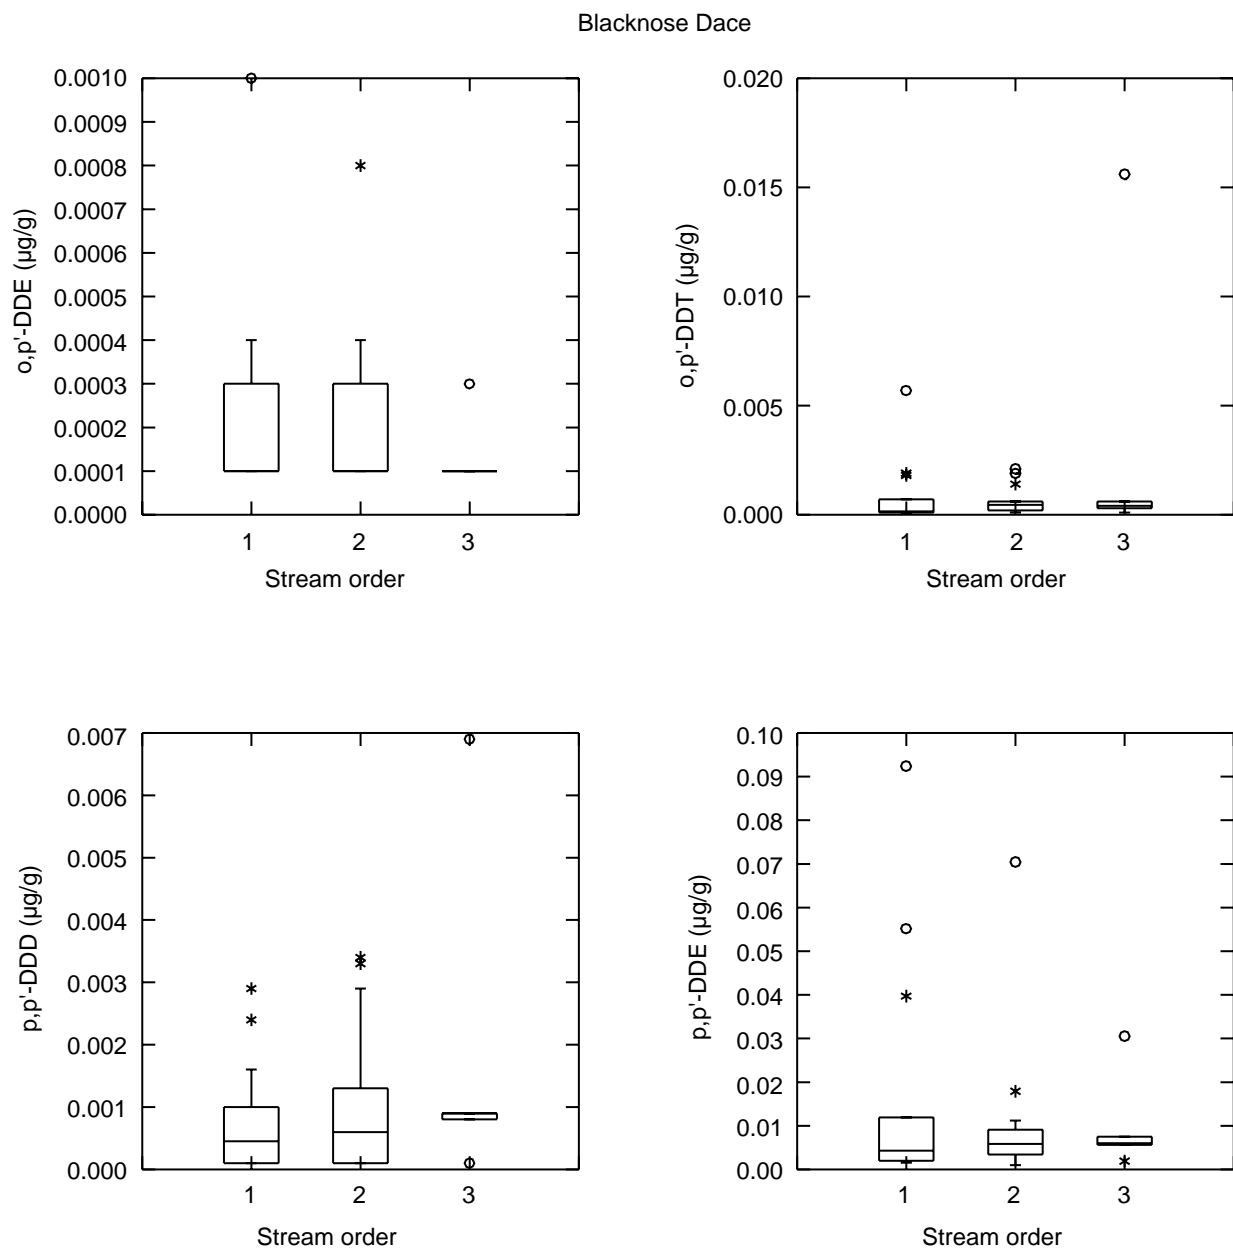 Blacknose Dace
0.0010
0.0009
0.0008
0.0007
0.0006
0.0005
0.0004
0.0003
0.0002
0.0001
0.0000
o,p'-DDE (µg/g)
1 2 3
Stream order
0.020
0.015
0.010
0.005
0.000
o,p'-DDT (µg/g)
1 2 3
Stream order
0.007
0.006
0.005
0.004
0.003
0.002
0.001
0.000
p,p'-DDD (µg/g)
1 2 3
Stream order
0.10
0.09
0.08
0.07
0.06
0.05
0.04
0.03
0.02
0.01
0.00
p,p'-DDE (µg/g)
1 2 3
Stream order